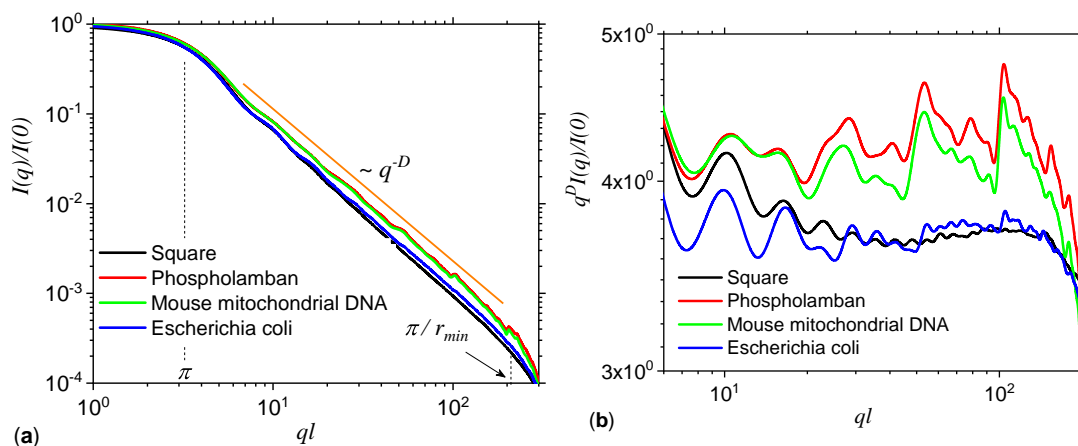 10^0
10^-1
10^-2
10^-3
10^-4
I(q)/I(0)
~ q^-D
Square
Phospholamban
Mouse mitochondrial DNA
Escherichia coli
π
π / r_min
10^0
10^1
10^2
ql
(a)
5x10^0
4x10^0
3x10^0
q^D I(q)/I(0)
Square
Phospholamban
Mouse mitochondrial DNA
Escherichia coli
10^1
10^2
ql
(b)